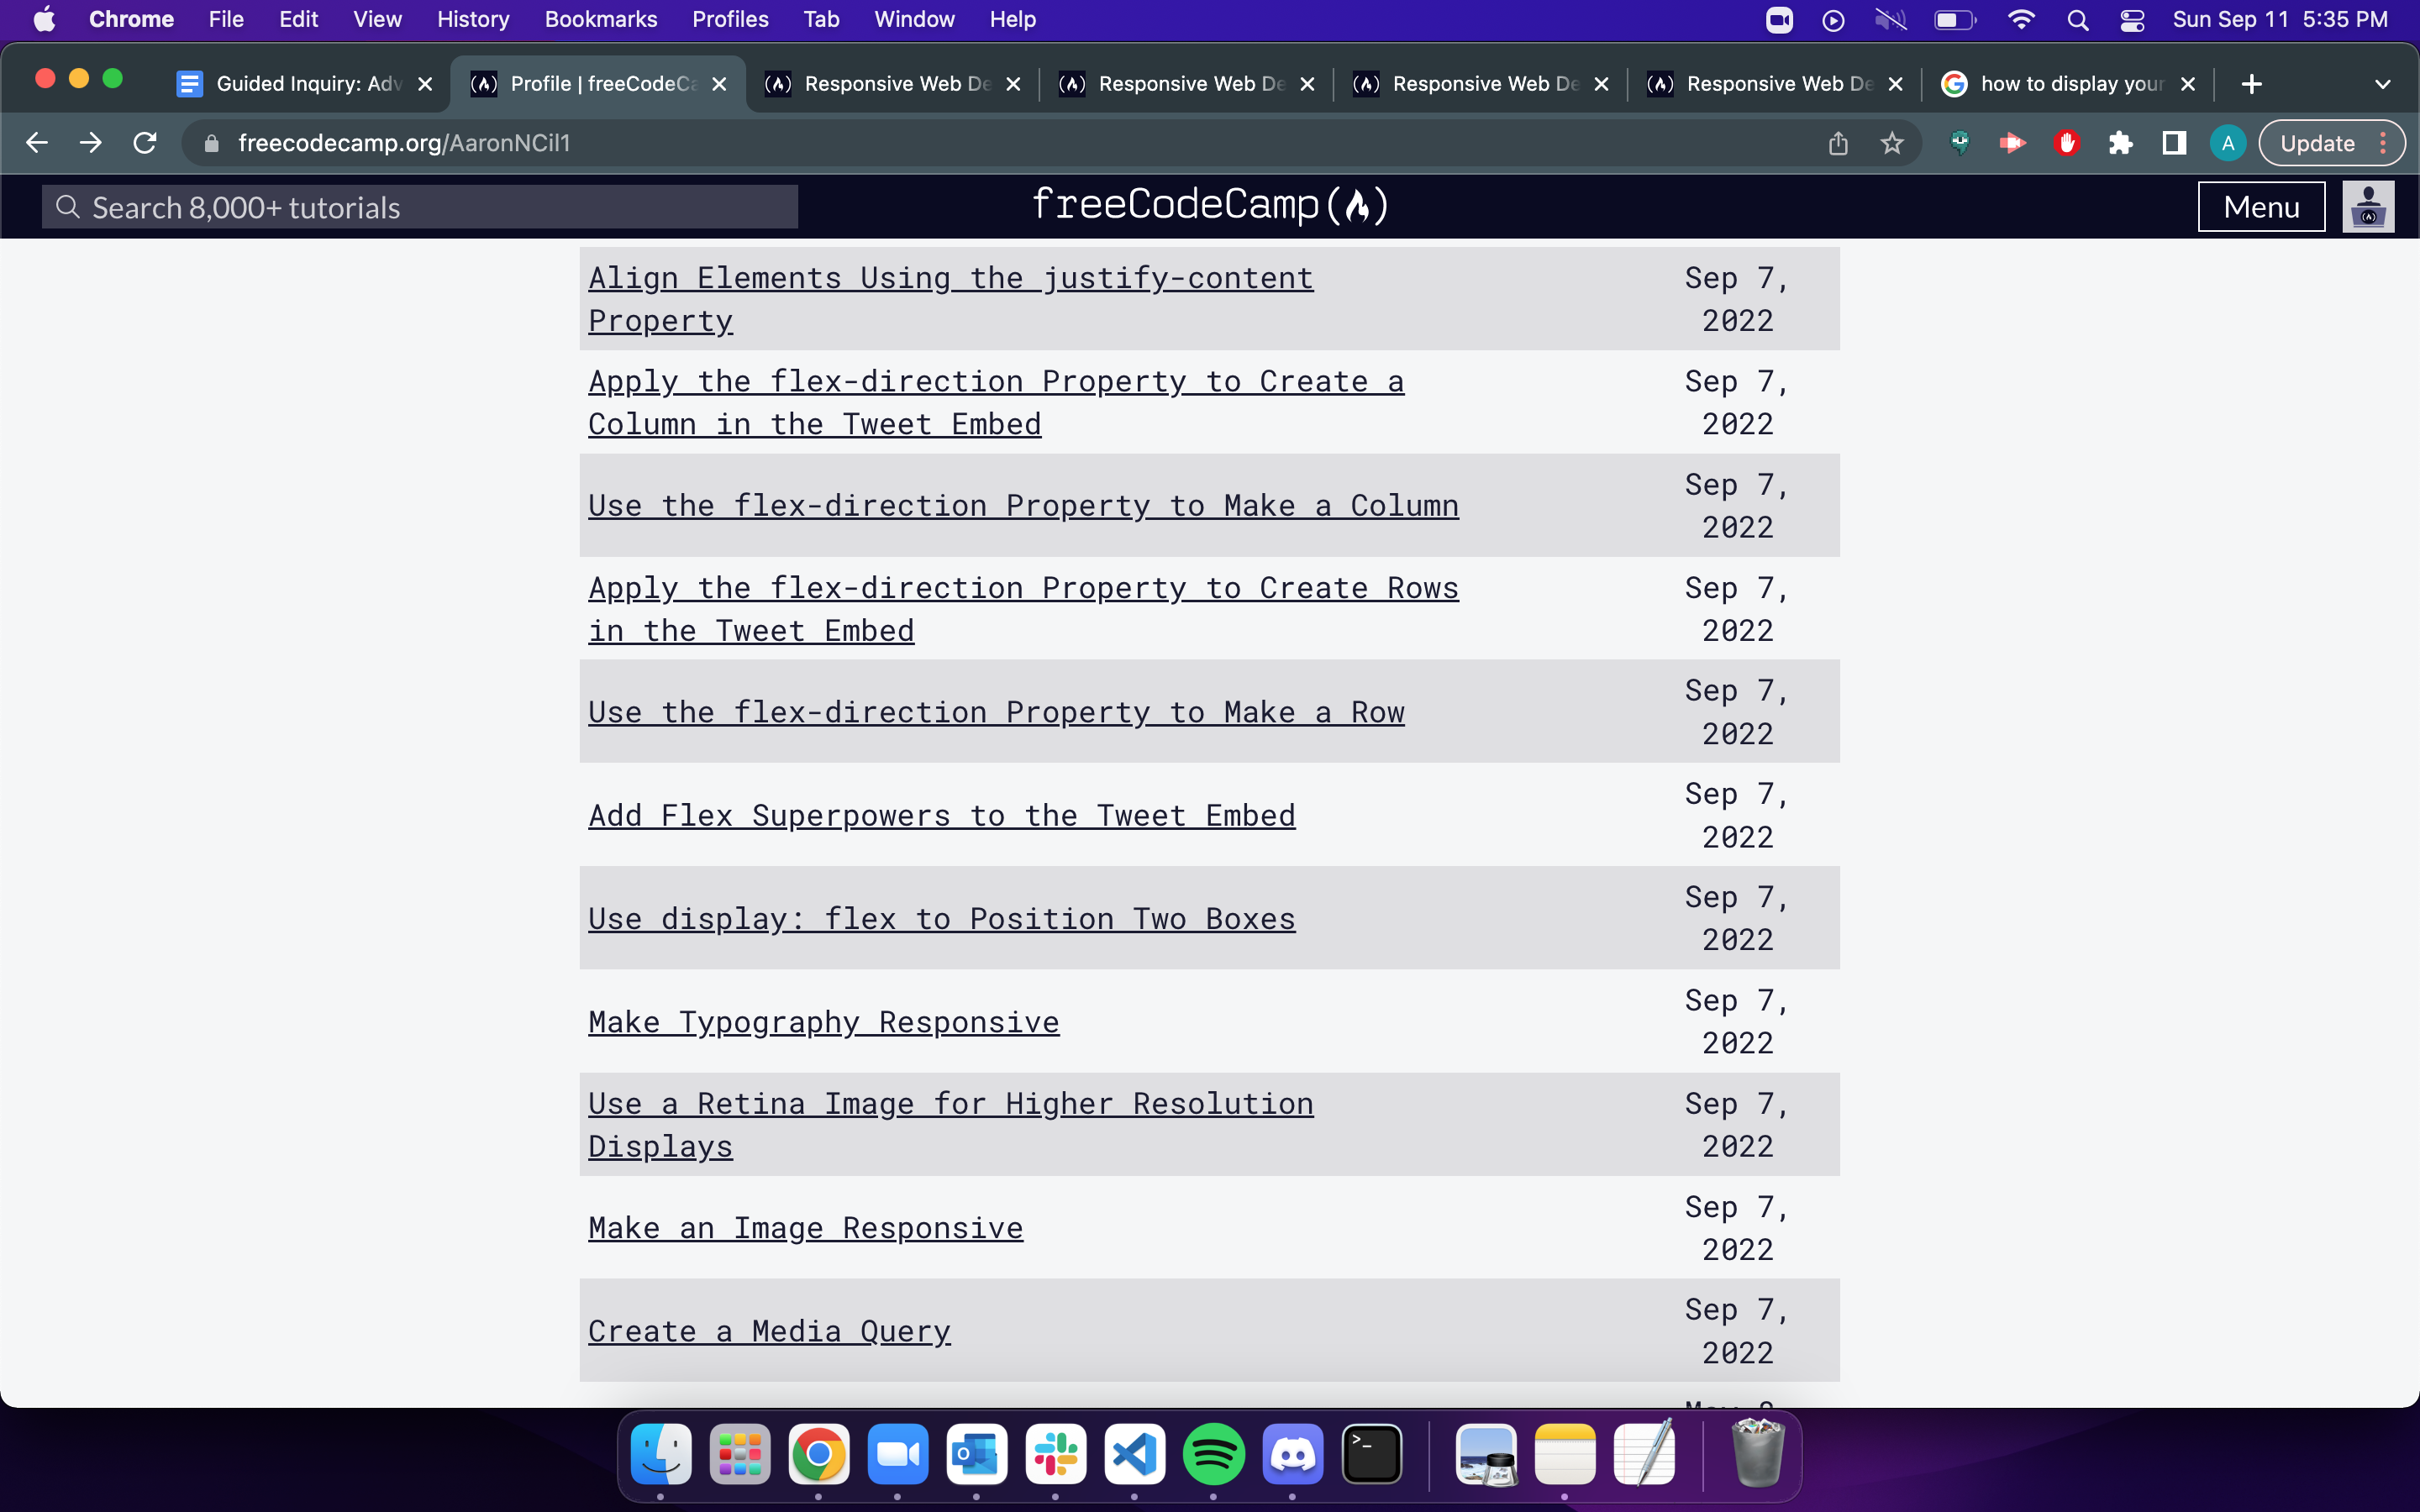 Chrome File Edit View History Bookmarks Profiles Tab Window Help Sun Sep 11 5:35 PM
Guided Inquiry: Adv Profile | freeCodeCa Responsive Web De Responsive Web De Responsive Web De Responsive Web De how to display your
freecodecamp.org/AaronNCil1 A Update
Search 8,000+ tutorials freeCodeCamp Menu
Align Elements Using the justify-content Sep 7,
Property 2022
Apply the flex-direction Property to Create a Sep 7,
Column in the Tweet Embed 2022
Sep 7,
Use the flex-direction Property to Make a Column
2022
Apply the flex-direction Property to Create Rows Sep 7,
in the Tweet Embed 2022
Sep 7,
Use the flex-direction Property to Make a Row
2022
Sep 7,
Add Flex Superpowers to the Tweet Embed
2022
Sep 7,
Use display: flex to Position Two Boxes
2022
Sep 7,
Make Typography Responsive
2022
Use a Retina Image for Higher Resolution Sep 7,
Displays 2022
Sep 7,
Make an Image Responsive
2022
Sep 7,
Create a Media Query
2022